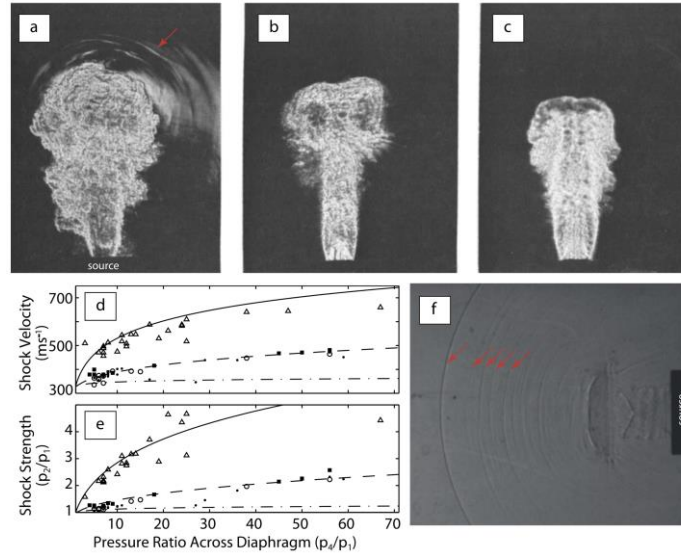 a
b
c
source
d
700
500
300
Shock Velocity
(ms⁻¹)
e
4
3
2
1
Shock Strength
(p₂/p₁)
10 20 30 40 50 60 70
Pressure Ratio Across Diaphragm (p₄/p₁)
f
source